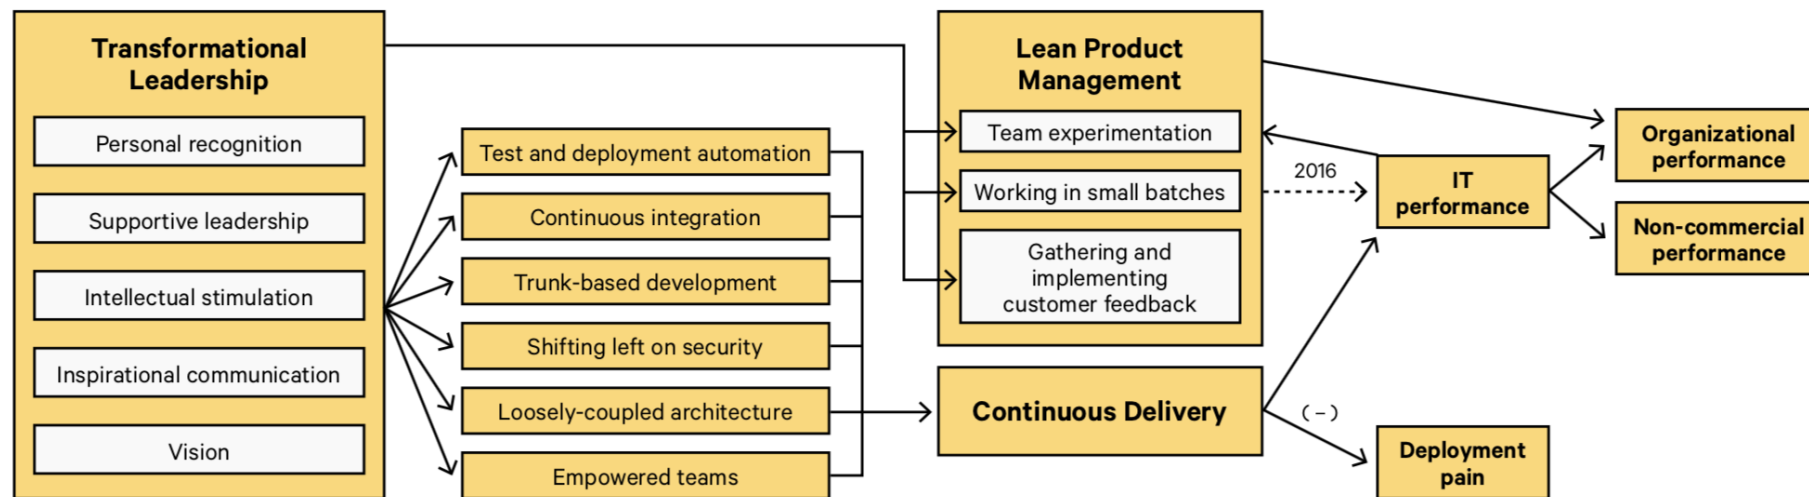 Transformational
Leadership
Personal recognition
Supportive leadership
Intellectual stimulation
Inspirational communication
Vision
Test and deployment automation
Continuous integration
Trunk-based development
Shifting left on security
Loosely-coupled architecture
Empowered teams
Lean Product
Management
Team experimentation
Working in small batches
Gathering and
implementing
customer feedback
Continuous Delivery
2016
(-)
IT
performance
Deployment
pain
Organizational
performance
Non-commercial
performance